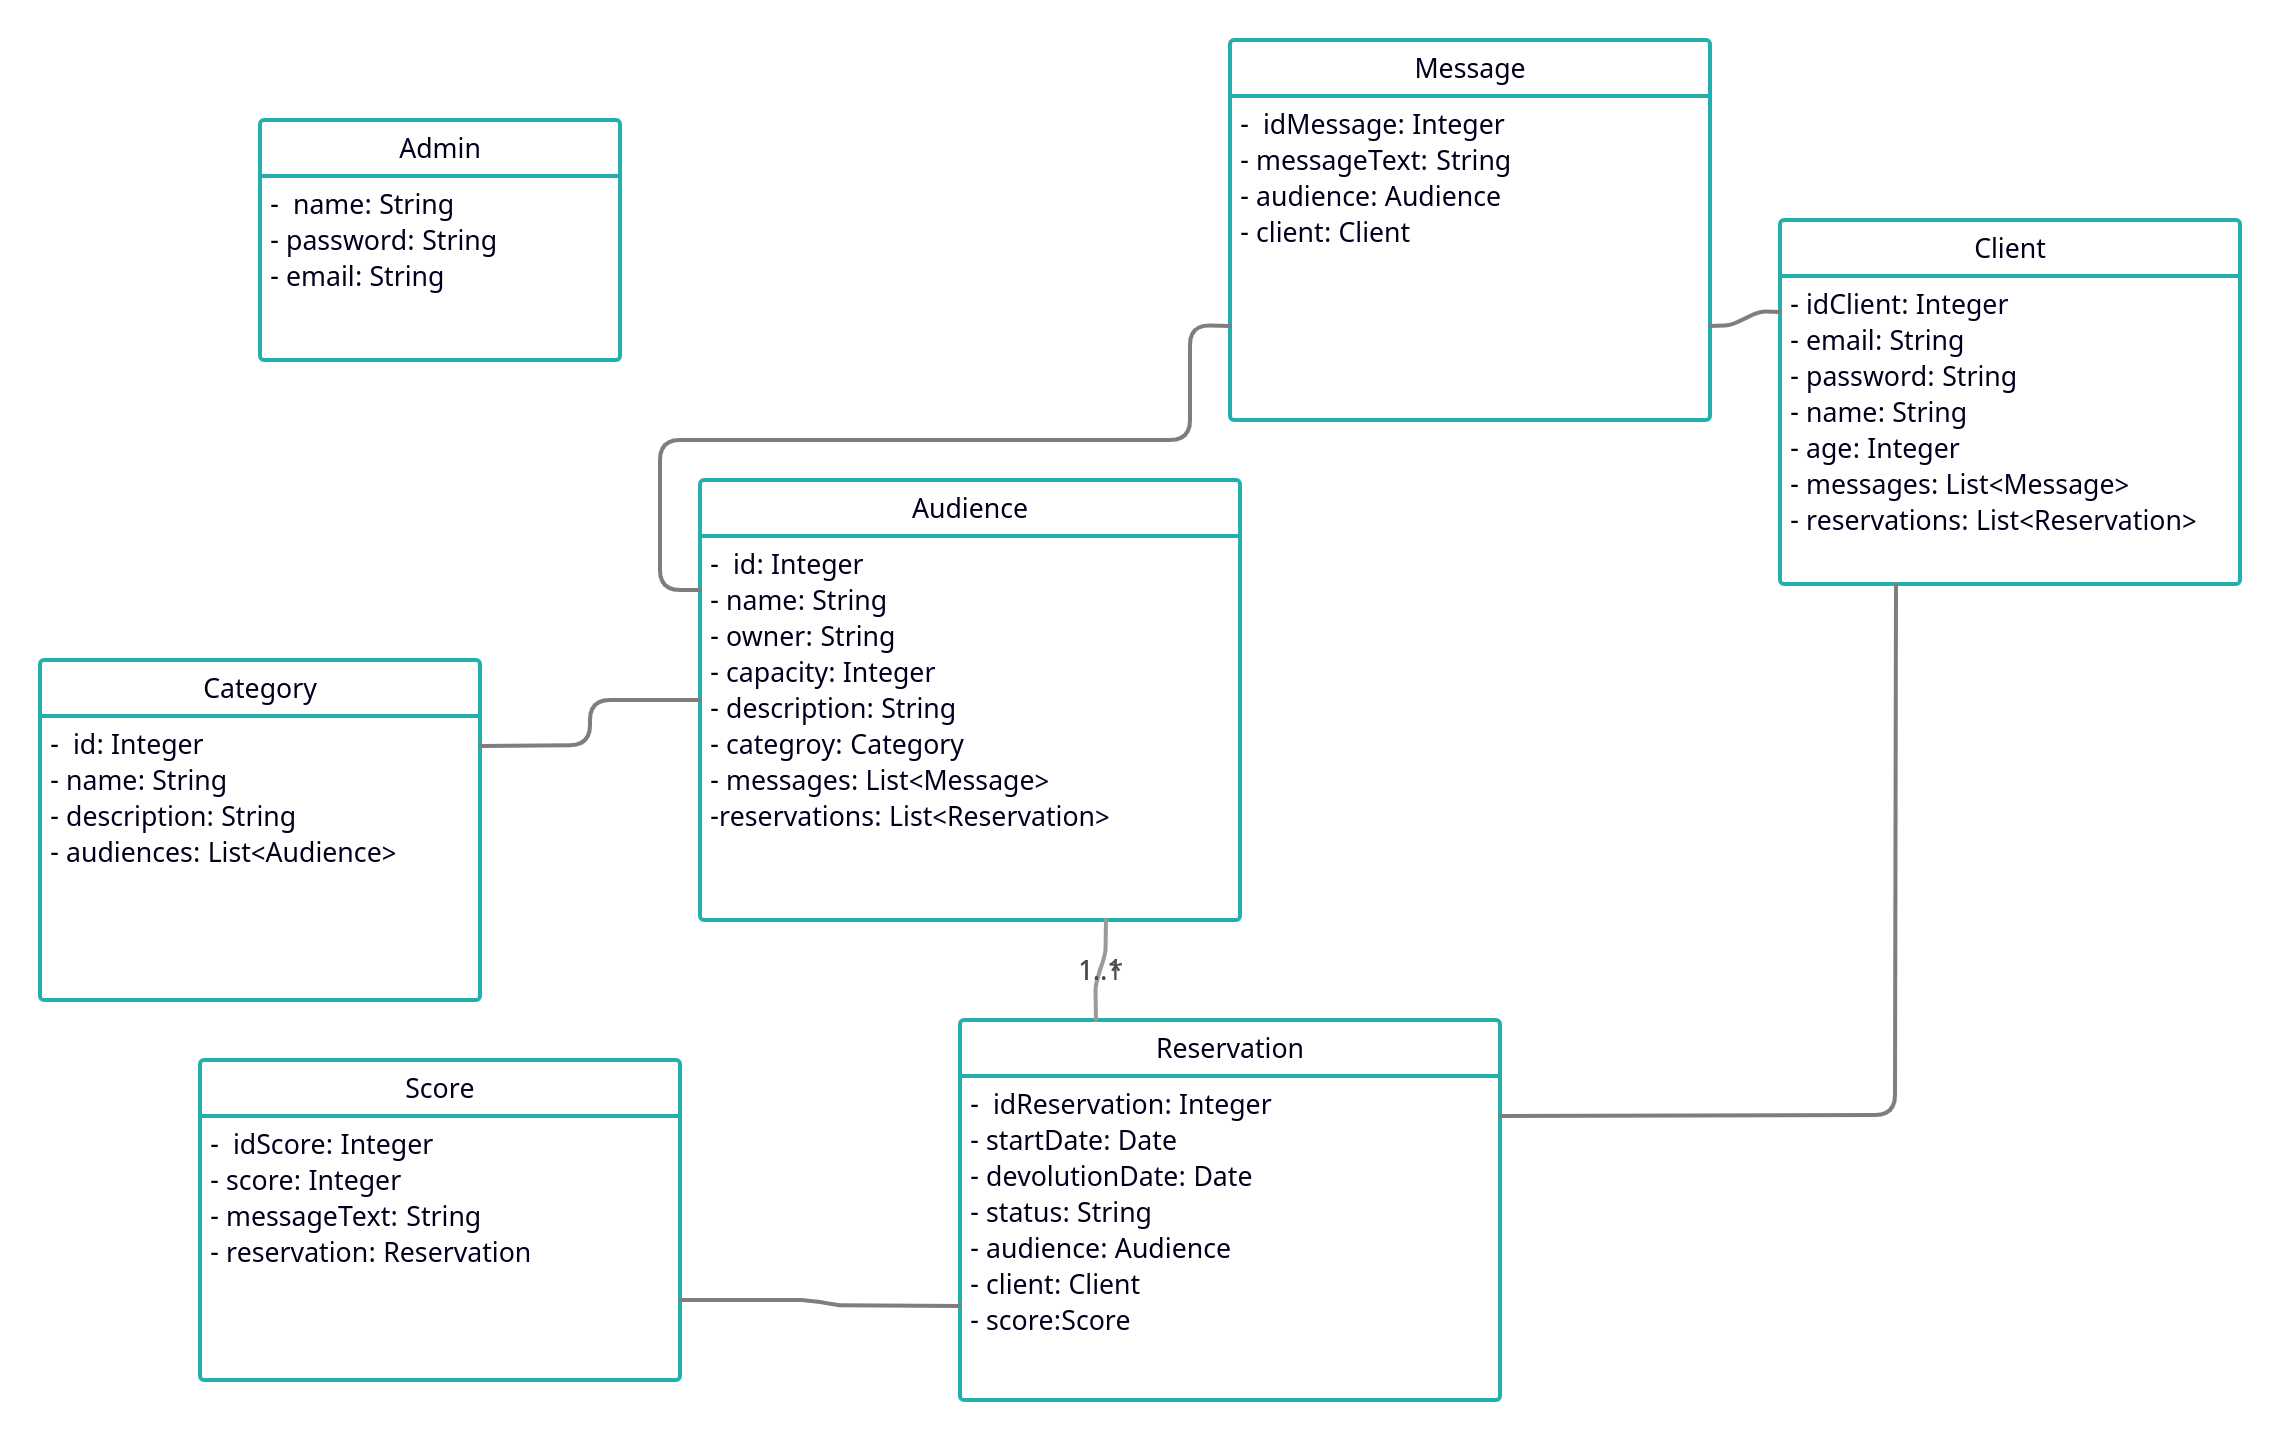 Message
-  idMessage: Integer
- messageText: String
- audience: Audience
- client: Client
Admin
-  name: String
- password: String
- email: String
Client
- idClient: Integer
- email: String
- password: String
- name: String
- age: Integer
- messages: List<Message>
- reservations: List<Reservation>
Audience
-  id: Integer
- name: String
- owner: String
- capacity: Integer
- description: String
- categroy: Category
- messages: List<Message>
-reservations: List<Reservation>
Category
-  id: Integer
- name: String
- description: String
- audiences: List<Audience>
Reservation
-  idReservation: Integer
- startDate: Date
- devolutionDate: Date
- status: String
- audience: Audience
- client: Client
- score:Score
Score
-  idScore: Integer
- score: Integer
- messageText: String
- reservation: Reservation